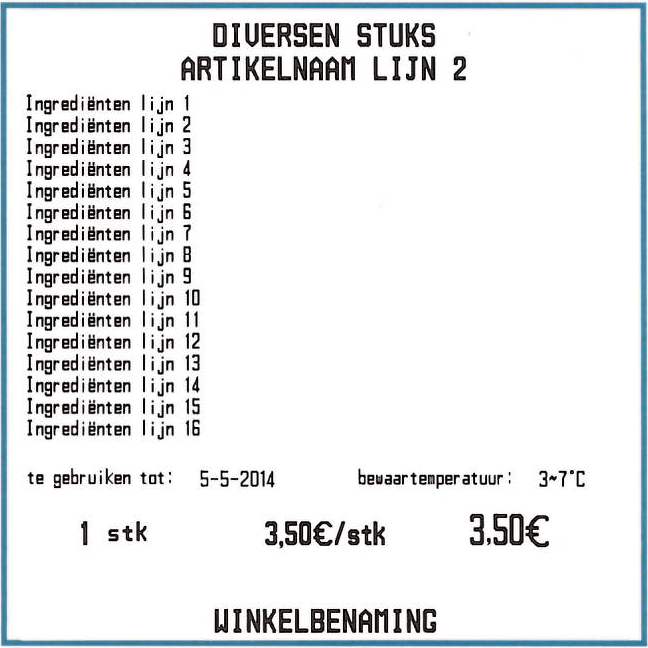 DIVERSEN STUKS
ARTIKELNAAM LIJN 2
Ingrediënten lijn 1
Ingrediënten lijn 2
Ingrediënten lijn 3
Ingrediënten lijn 4
Ingrediënten lijn 5
Ingrediënten lijn 6
Ingrediënten lijn 7
Ingrediënten lijn 8
Ingrediënten lijn 9
Ingrediënten lijn 10
Ingrediënten lijn 11
Ingrediënten lijn 12
Ingrediënten lijn 13
Ingrediënten lijn 14
Ingrediënten lijn 15
Ingrediënten lijn 16
te gebruiken tot: 5-5-2014 bewaartemperatuur: 3~7°C
1 stk 3,50€/stk 3,50€
WINKELBENAMING